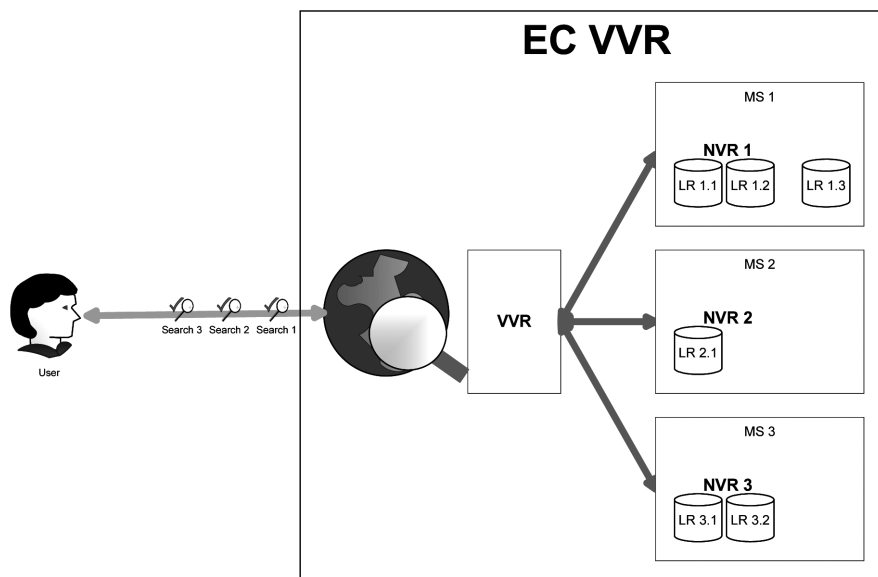 EC VVR
MS 1
NVR 1
LR 1.1 LR 1.2 LR 1.3
MS 2
NVR 2
LR 2.1
VVR
Search 3 Search 2 Search 1
User
MS 3
NVR 3
LR 3.1 LR 3.2